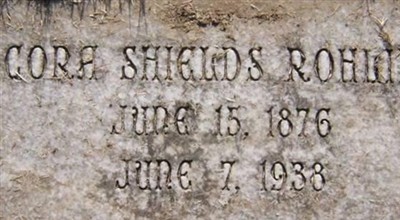 CORA SHIELDS
JUNE 15, 1876
JUNE 7, 1938